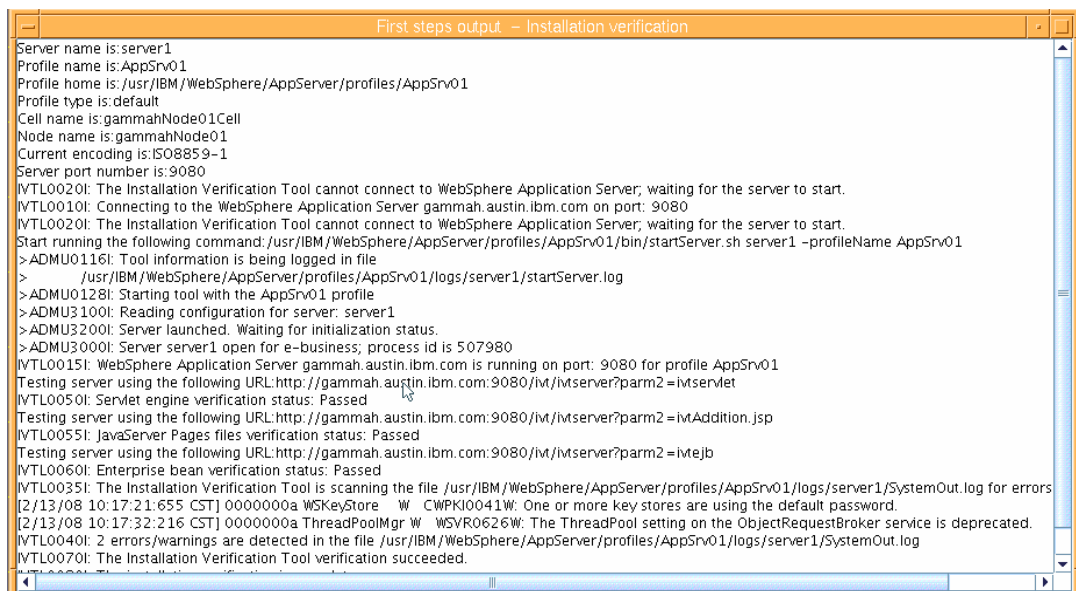 First steps output - Installation verification
Server name is:server1
Profile name is:AppSrv01
Profile home is:/usr/IBM/WebSphere/AppServer/profiles/AppSrv01
Profile type is:default
Cell name is:gammahNode01Cell
Node name is:gammahNode01
Current encoding is:ISO8859-1
Server port number is:9080
IVTL0020I: The Installation Verification Tool cannot connect to WebSphere Application Server; waiting for the server to start.
IVTL0010I: Connecting to the WebSphere Application Server gammah.austin.ibm.com on port: 9080
IVTL0020I: The Installation Verification Tool cannot connect to WebSphere Application Server; waiting for the server to start.
Start running the following command:/usr/IBM/WebSphere/AppServer/profiles/AppSrv01/bin/startServer.sh server1 -profileName AppSrv01
>ADMU0116I: Tool information is being logged in file
> /usr/IBM/WebSphere/AppServer/profiles/AppSrv01/logs/server1/startServer.log
>ADMU0128I: Starting tool with the AppSrv01 profile
>ADMU3100I: Reading configuration for server: server1
>ADMU3200I: Server launched. Waiting for initialization status.
>ADMU3000I: Server server1 open for e-business; process id is 507980
IVTL0015I: WebSphere Application Server gammah.austin.ibm.com is running on port: 9080 for profile AppSrv01
Testing server using the following URL:http://gammah.austin.ibm.com:9080/ivt/ivtserver?parm2=ivtservlet
IVTL0050I: Servlet engine verification status: Passed
Testing server using the following URL:http://gammah.austin.ibm.com:9080/ivt/ivtserver?parm2=ivtAddition.jsp
IVTL0055I: JavaServer Pages files verification status: Passed
Testing server using the following URL:http://gammah.austin.ibm.com:9080/ivt/ivtserver?parm2=ivtejb
IVTL0060I: Enterprise bean verification status: Passed
IVTL0035I: The Installation Verification Tool is scanning the file /usr/IBM/WebSphere/AppServer/profiles/AppSrv01/logs/server1/SystemOut.log for errors
[2/13/08 10:17:21:655 CST] 0000000a WSKeyStore W CWPKI0041W: One or more key stores are using the default password.
[2/13/08 10:17:32:216 CST] 0000000a ThreadPoolMgr W WSVR0626W: The ThreadPool setting on the ObjectRequestBroker service is deprecated.
IVTL0040I: 2 errors/warnings are detected in the file /usr/IBM/WebSphere/AppServer/profiles/AppSrv01/logs/server1/SystemOut.log
IVTL0070I: The Installation Verification Tool verification succeeded.